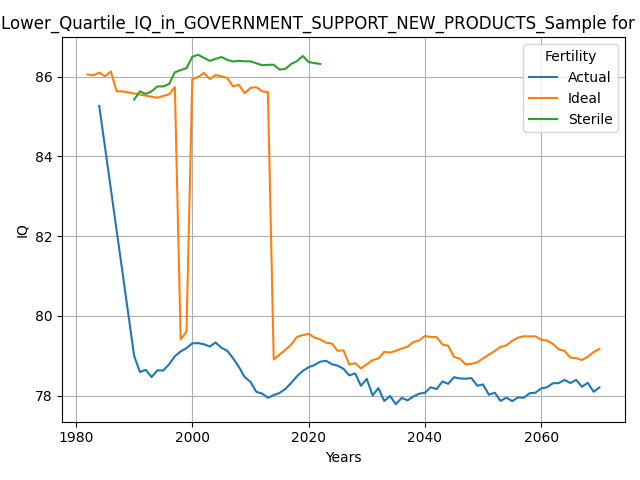 Lower_Quartile_IQ_in_GOVERNMENT_SUPPORT_NEW_PRODUCTS_Sample for
Fertility
Actual
Ideal
Sterile
86
84
82
80
78
IQ
1980 2000 2020 2040 2060
Years